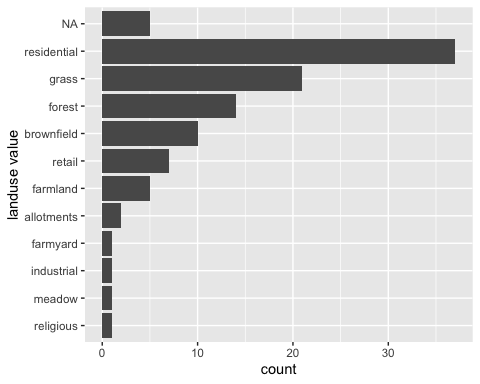 NA
residential
grass
forest
brownfield
retail
farmland
allotments
farmyard
industrial
meadow
religious
landuse value
0 10 20 30
count